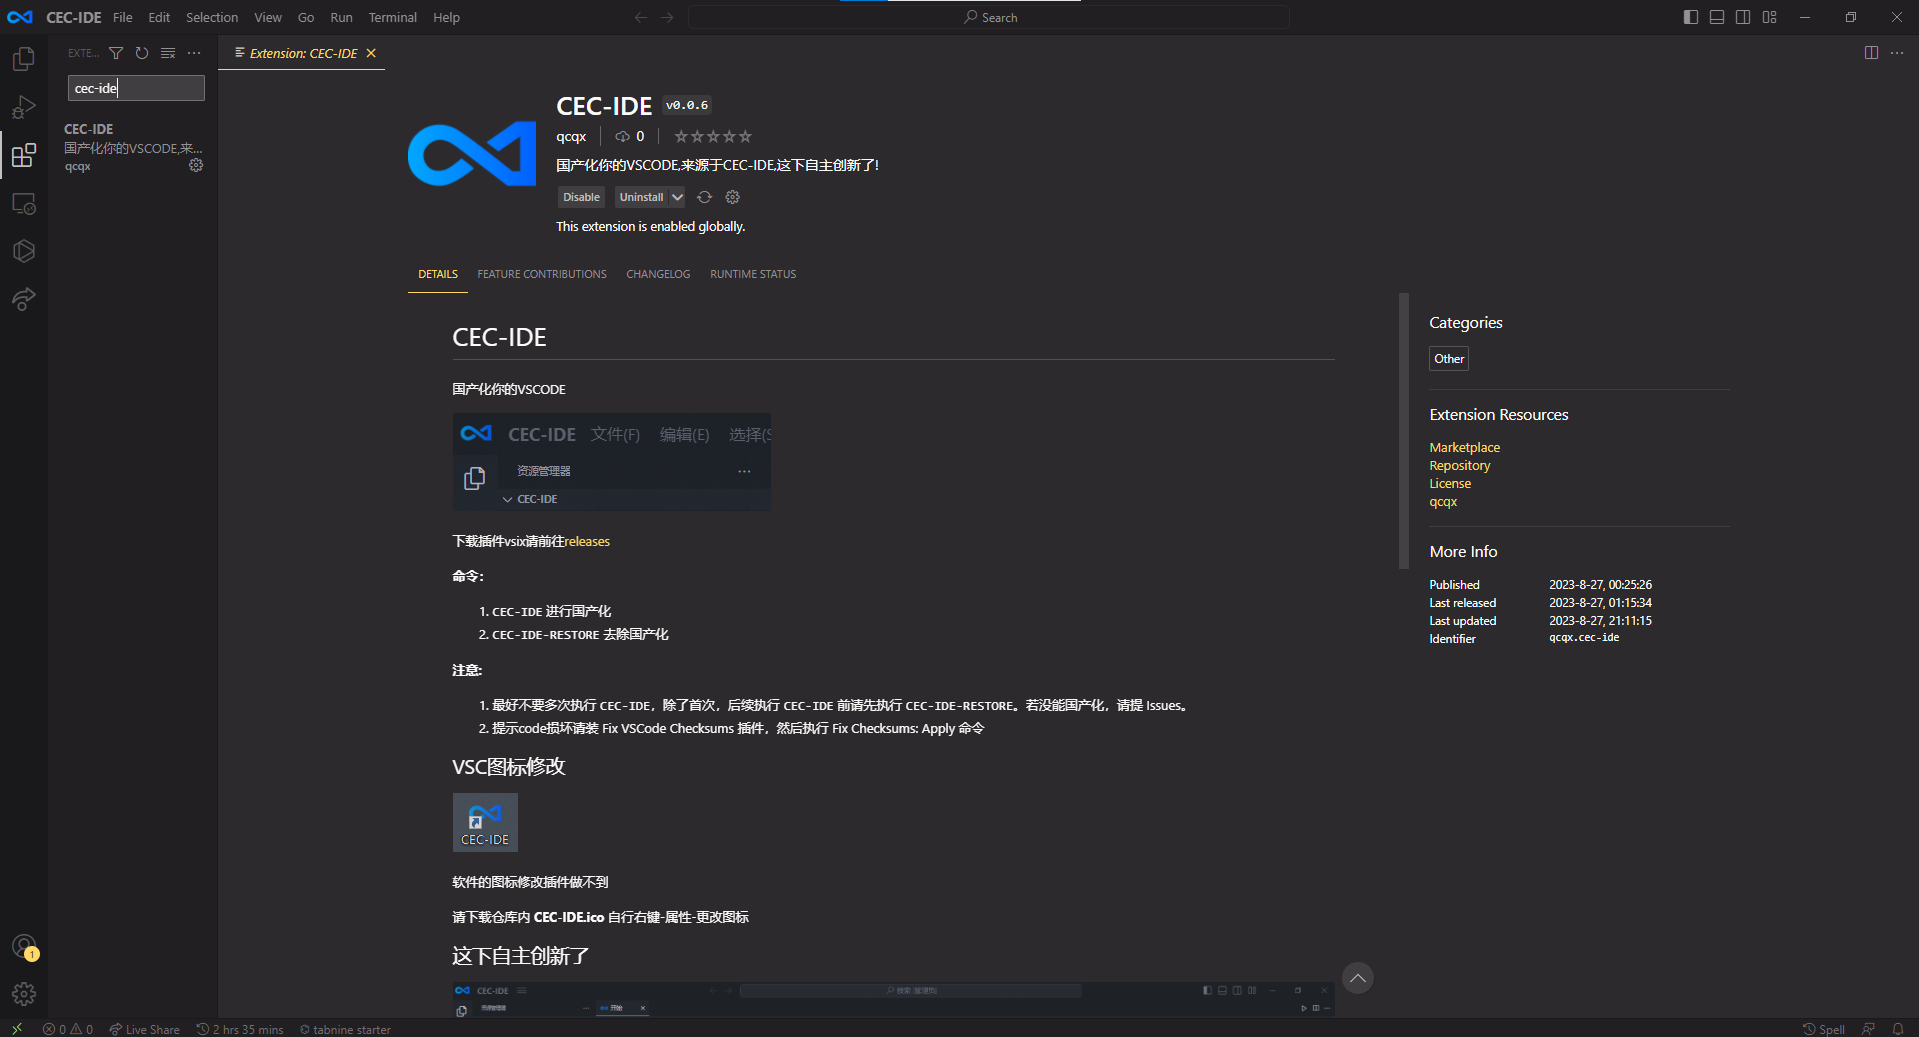 CEC-IDE File Edit Selection View Go Run Terminal Help
Search
EXTE...
Extension: CEC-IDE
cec-ide
CEC-IDE
国产化你的VSCODE,来...
qcqx
CEC-IDE v0.0.6
qcqx 0
国产化你的VSCODE,来源于CEC-IDE,这下自主创新了!
Disable Uninstall
This extension is enabled globally.
DETAILS FEATURE CONTRIBUTIONS CHANGELOG RUNTIME STATUS
CEC-IDE
国产化你的VSCODE
CEC-IDE 文件(F) 编辑(E) 选择(S
资源管理器 ...
CEC-IDE
下载插件vsix请前往releases
命令:
1. CEC-IDE 进行国产化
2. CEC-IDE-RESTORE 去除国产化
注意:
1. 最好不要多次执行 CEC-IDE，除了首次，后续执行 CEC-IDE 前请先执行 CEC-IDE-RESTORE。若没能国产化，请提 Issues。
2. 提示code损坏请装 Fix VSCode Checksums 插件，然后执行 Fix Checksums: Apply 命令
VSC图标修改
CEC-IDE
软件的图标修改插件做不到
请下载仓库内 CEC-IDE.ico 自行右键-属性-更改图标
这下自主创新了
CEC-IDE
搜索 [管理员]
资源管理器
开始
Categories
Other
Extension Resources
Marketplace
Repository
License
qcqx
More Info
Published 2023-8-27, 00:25:26
Last released 2023-8-27, 01:15:34
Last updated 2023-8-27, 21:11:15
Identifier qcqx.cec-ide
1
0 0 Live Share 2 hrs 35 mins tabnine starter
Spell